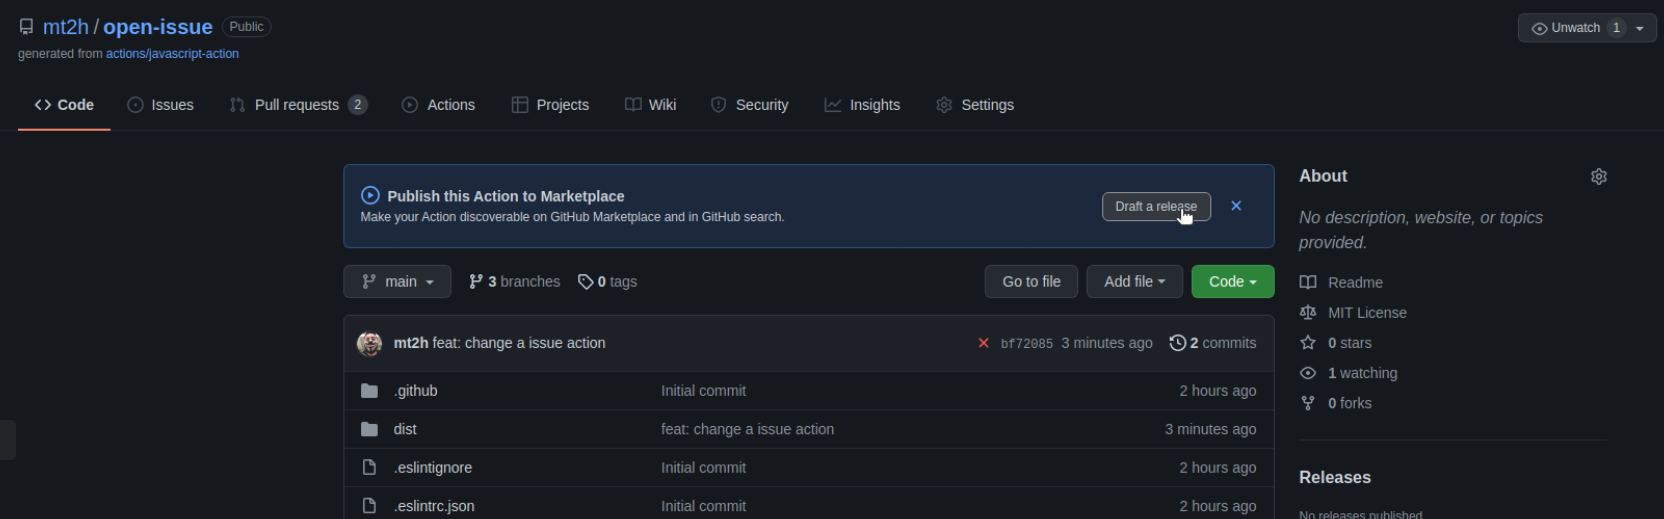 mt2h / open-issue Public
Unwatch 1
generated from actions/javascript-action
Code Issues Pull requests 2 Actions Projects Wiki Security Insights Settings
Publish this Action to Marketplace
Make your Action discoverable on GitHub Marketplace and in GitHub search.
Draft a release
main 3 branches 0 tags Go to file Add file Code
mt2h feat: change a issue action bf72085 3 minutes ago 2 commits
.github Initial commit 2 hours ago
dist feat: change a issue action 3 minutes ago
.eslintignore Initial commit 2 hours ago
.eslintrc.json Initial commit 2 hours ago
About
No description, website, or topics
provided.
Readme
MIT License
0 stars
1 watching
0 forks
Releases
No releases published